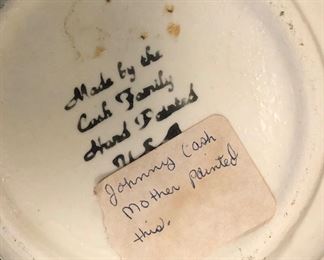 Made by the
Cash Family
Hand Painted
U.S.A.
Johnny Cash
Mother Painted
this.